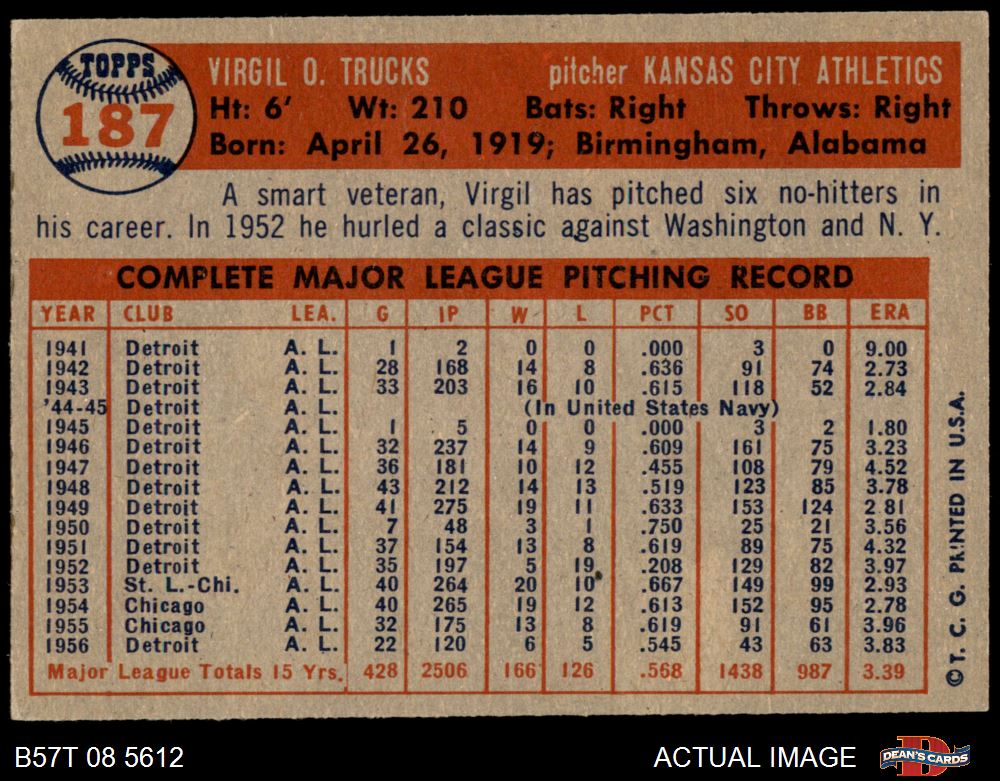 TOPPS
187
VIRGIL O. TRUCKS pitcher KANSAS CITY ATHLETICS
Ht: 6' Wt: 210 Bats: Right Throws: Right
Born: April 26, 1919; Birmingham, Alabama
A smart veteran, Virgil has pitched six no-hitters in
his career. In 1952 he hurled a classic against Washington and N. Y.
COMPLETE MAJOR LEAGUE PITCHING RECORD
YEAR CLUB LEA. G IP W L PCT SO BB ERA
1941 Detroit A. L. 1 2 0 0 .000 3 0 9.00
1942 Detroit A. L. 28 168 14 8 .636 91 74 2.73
1943 Detroit A. L. 33 203 16 10 .615 118 52 2.84
'44-45 Detroit A. L. (In United States Navy)
1945 Detroit A. L. 1 5 0 0 .000 3 2 1.80
1946 Detroit A. L. 32 237 14 9 .609 161 75 3.23
1947 Detroit A. L. 36 181 10 12 .455 108 79 4.52
1948 Detroit A. L. 43 212 14 13 .519 123 85 3.78
1949 Detroit A. L. 41 275 19 11 .633 153 124 2.81
1950 Detroit A. L. 7 48 3 1 .750 25 21 3.56
1951 Detroit A. L. 37 154 13 8 .619 89 75 4.32
1952 Detroit A. L. 35 197 5 19 .208 129 82 3.97
1953 St. L.-Chi. A. L. 40 264 20 10 .667 149 99 2.93
1954 Chicago A. L. 40 265 19 12 .613 152 95 2.78
1955 Chicago A. L. 32 175 13 8 .619 91 61 3.96
1956 Detroit A. L. 22 120 6 5 .545 43 63 3.83
Major League Totals 15 Yrs. 428 2506 166 126 .568 1438 987 3.39
©T. C. G. PRINTED IN U.S.A.
B57T 08 5612 ACTUAL IMAGE DEAN'S CARDS